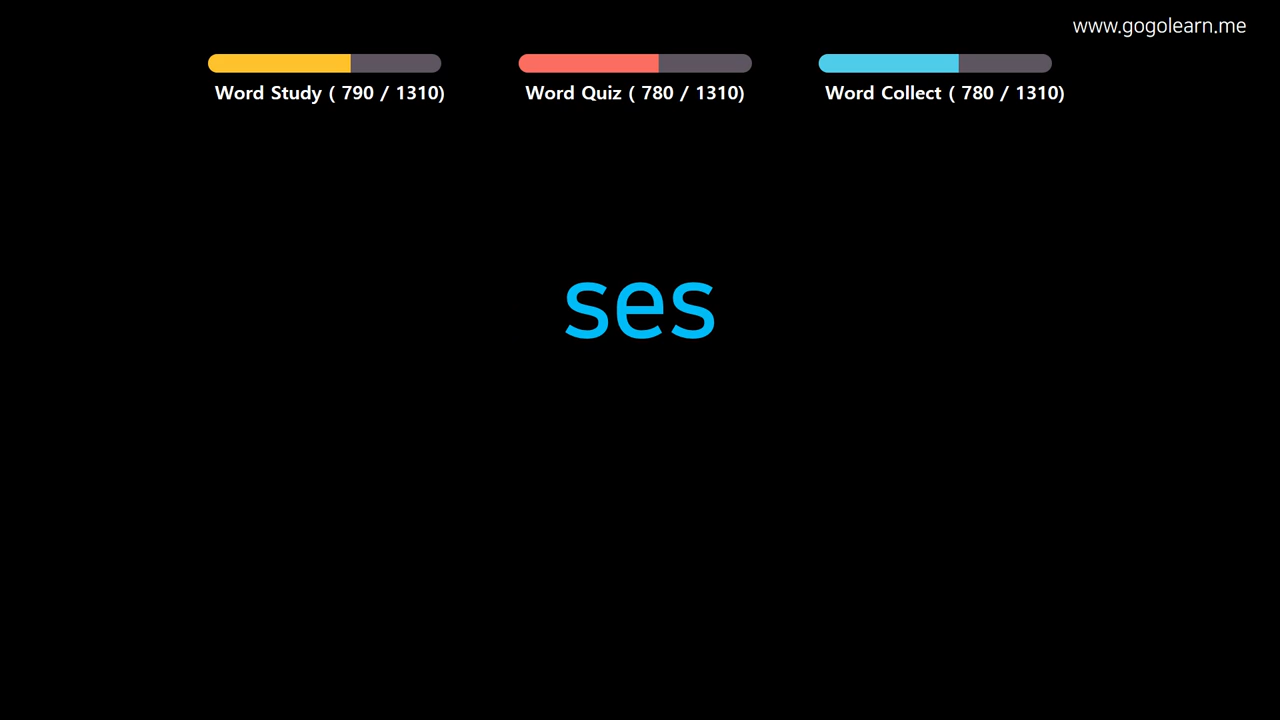 www.gogolearn.me
Word Study ( 790 / 1310)
Word Quiz ( 780 / 1310)
Word Collect ( 780 / 1310)
ses